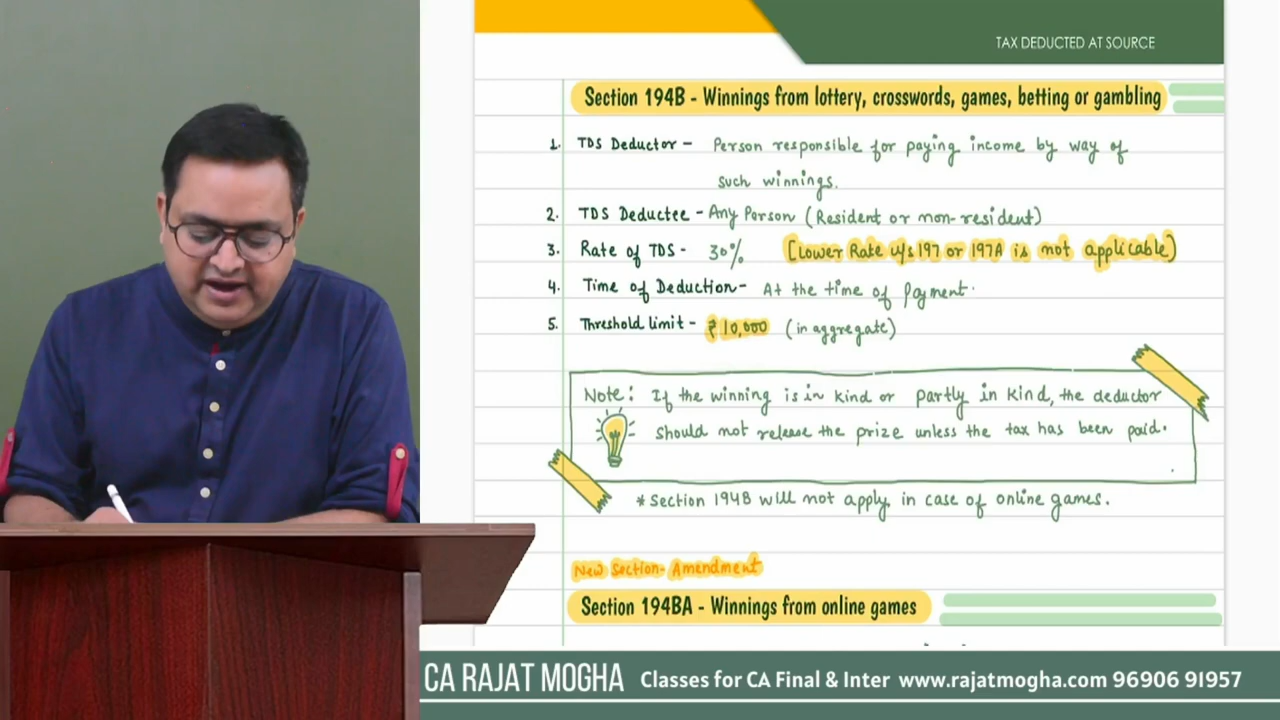 TAX DEDUCTED AT SOURCE
Section 194B - Winnings from lottery, crosswords, games, betting or gambling
1. TDS Deductor - Person responsible for paying income by way of
such winnings.
2. TDS Deductee - Any Person (Resident or non-resident)
3. Rate of TDS - 30% [Lower Rate u/s 197 or 197A is not applicable]
4. Time of Deduction - At the time of Payment.
5. Threshold limit - ₹10,000 (in aggregate)
Note: If the winning is in kind or partly in kind, the deductor
should not release the prize unless the tax has been paid.
* Section 194B will not apply in case of online games.
New Section- Amendment
Section 194BA - Winnings from online games
CA RAJAT MOGHA Classes for CA Final & Inter www.rajatmogha.com 96906 91957